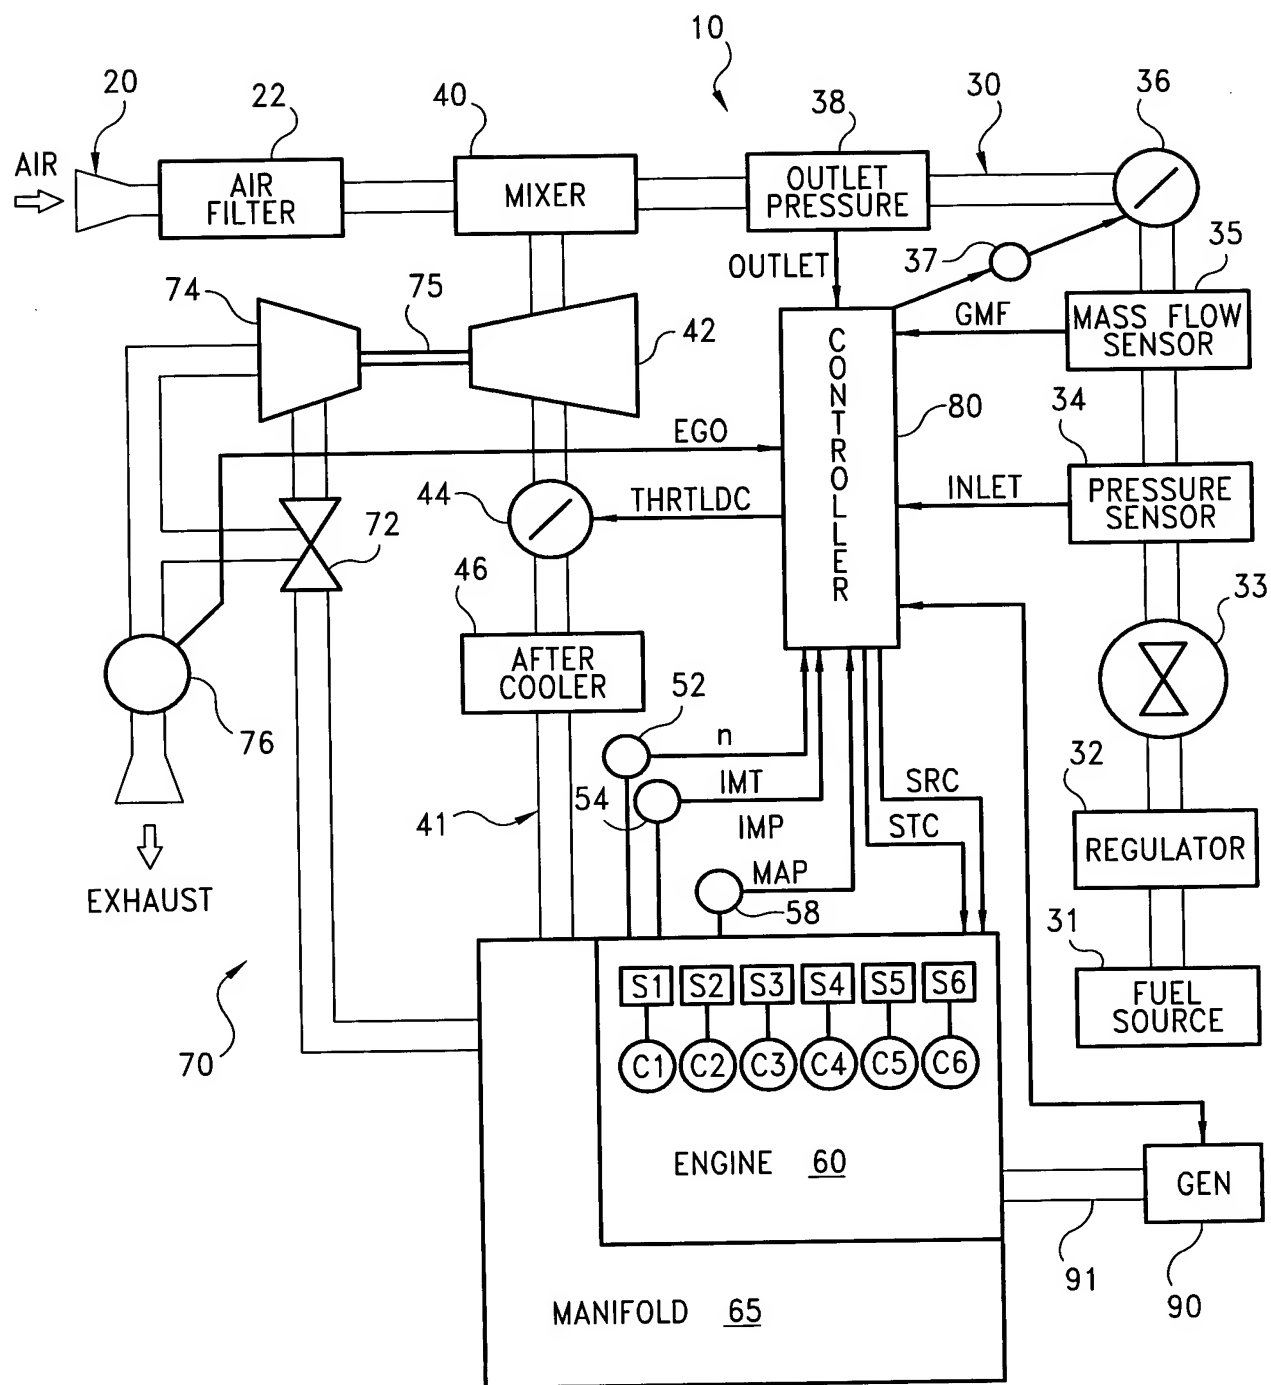 10
20
22
40
38
30
36
AIR
AIR
FILTER
MIXER
OUTLET
PRESSURE
37
35
OUTLET
74
75
42
GMF
MASS FLOW
SENSOR
CONTROLLER
80
34
EGO
44
THRTLDC
INLET
PRESSURE
SENSOR
72
46
33
AFTER
COOLER
52
76
n
32
54
IMT
SRC
41
IMP
STC
REGULATOR
MAP
EXHAUST
58
31
S1 S2 S3 S4 S5 S6
FUEL
SOURCE
70
C1 C2 C3 C4 C5 C6
ENGINE 60
GEN
91
90
MANIFOLD 65